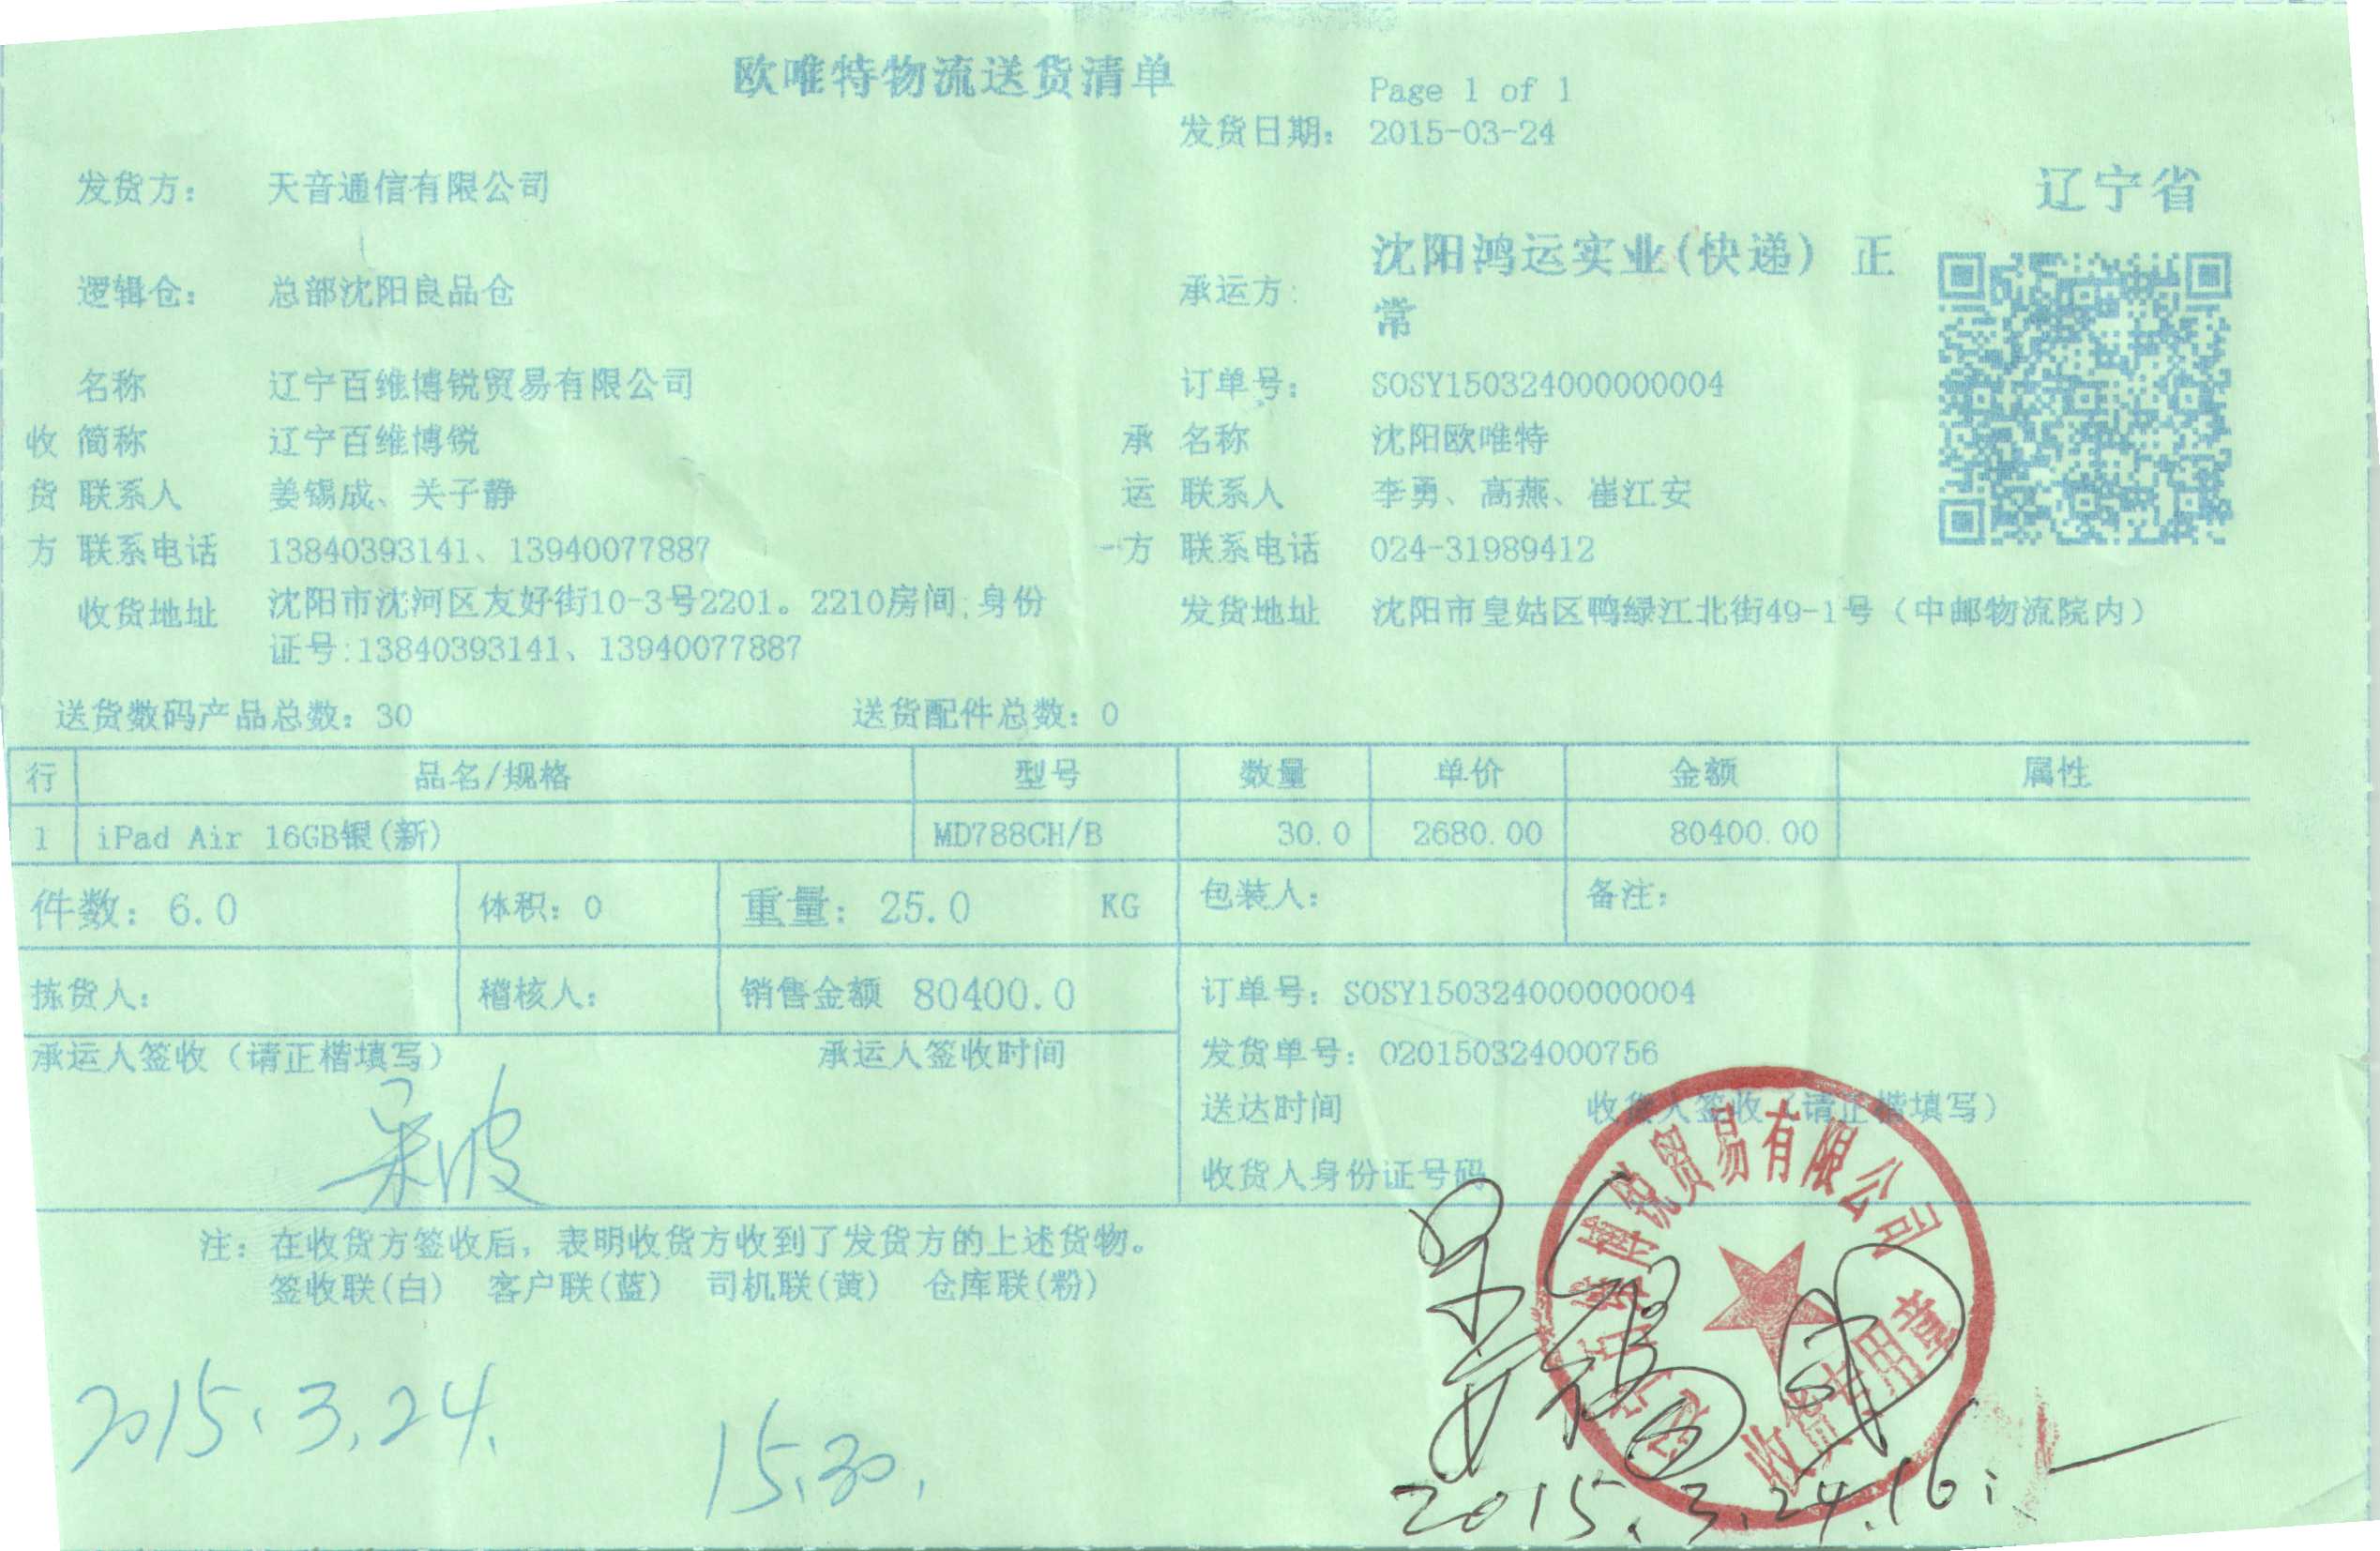 欧唯特物流送货清单
Page 1 of 1
发货日期: 2015-03-24
发货方: 天音通信有限公司
辽宁省
逻辑仓: 总部沈阳良品仓
承运方: 沈阳鸿运实业(快递) 正
常
名称 辽宁百维博锐贸易有限公司
订单号: SOSY150324000000004
收 简称 辽宁百维博锐
承 名称 沈阳欧唯特
货 联系人 姜锡成、关子静
运 联系人 李勇、高燕、崔江安
方 联系电话 13840393141、13940077887
方 联系电话 024-31989412
收货地址 沈阳市沈河区友好街10-3号2201。2210房间;身份
证号:13840393141、13940077887
发货地址 沈阳市皇姑区鸭绿江北街49-1号（中邮物流院内）
送货数码产品总数: 30 送货配件总数: 0
行 品名/规格 型号 数量 单价 金额 属性
1 iPad Air 16GB银(新) MD788CH/B 30.0 2680.00 80400.00
件数: 6.0 体积: 0 重量: 25.0 KG 包装人: 备注:
拣货人: 稽核人: 销售金额 80400.0 订单号: SOSY150324000000004
承运人签收（请正楷填写） 承运人签收时间
发货单号: 020150324000756
送达时间 收货人签收（请正楷填写）
收货人身份证号码
注: 在收货方签收后, 表明收货方收到了发货方的上述货物。
签收联(白) 客户联(蓝) 司机联(黄) 仓库联(粉)
博锐贸易有限公司
收货专用章
2015.3.24.
15.30.
2015.3.24.16: